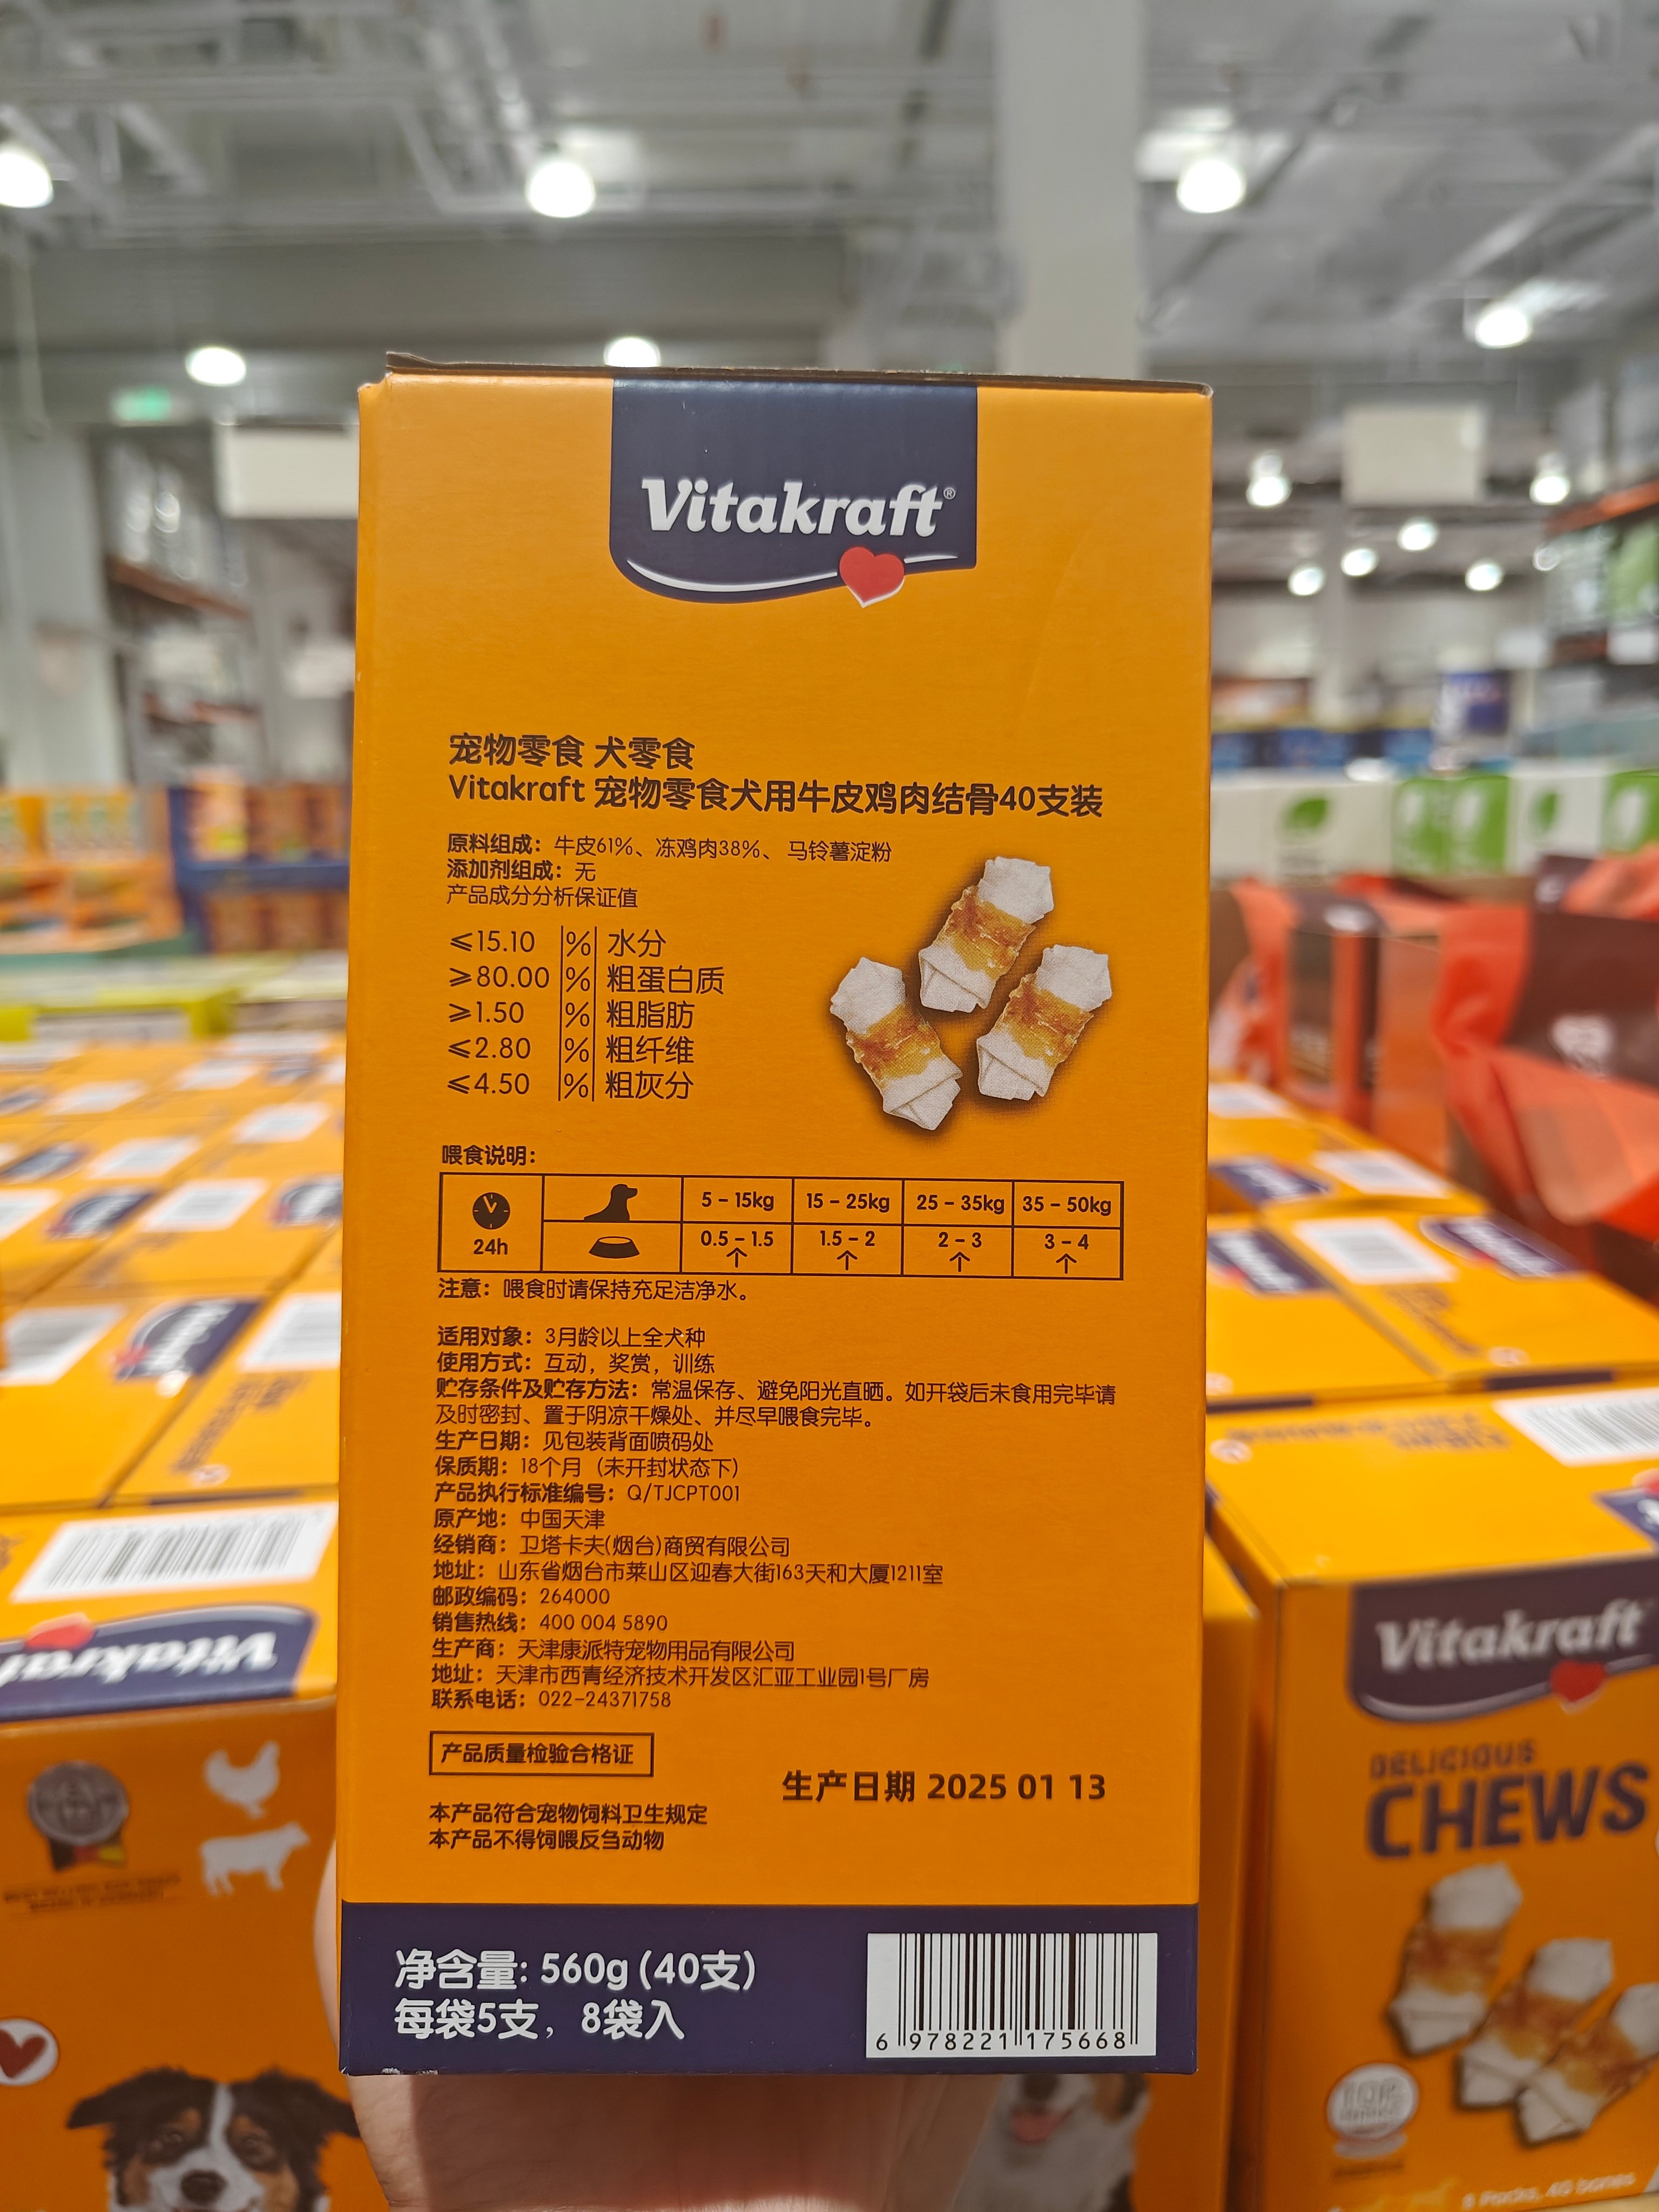 Vitakraft®
宠物零食 犬零食
Vitakraft 宠物零食犬用牛皮鸡肉结骨40支装
原料组成：牛皮61%、冻鸡肉38%、马铃薯淀粉
添加剂组成：无
产品成分分析保证值
≤15.10 % 水分
≥80.00 % 粗蛋白质
≥1.50 % 粗脂肪
≤2.80 % 粗纤维
≤4.50 % 粗灰分
喂食说明：
5 – 15kg 15 – 25kg 25 – 35kg 35 – 50kg
24h 0.5 – 1.5 1.5 – 2 2 – 3 3 – 4
注意：喂食时请保持充足洁净水。
适用对象：3月龄以上全犬种
使用方式：互动，奖赏，训练
贮存条件及贮存方法：常温保存、避免阳光直晒。如开袋后未食用完毕请
及时密封、置于阴凉干燥处、并尽早喂食完毕。
生产日期：见包装背面喷码处
保质期：18个月（未开封状态下）
产品执行标准编号：Q/TJCPT001
原产地：中国天津
经销商：卫塔卡夫(烟台)商贸有限公司
地址：山东省烟台市莱山区迎春大街163天和大厦1211室
邮政编码：264000
销售热线：400 004 5890
生产商：天津康派特宠物用品有限公司
地址：天津市西青经济技术开发区汇亚工业园1号厂房
联系电话：022-24371758
产品质量检验合格证
生产日期 2025 01 13
本产品符合宠物饲料卫生规定
本产品不得饲喂反刍动物
净含量: 560g (40支)
每袋5支，8袋入
6 978221 175668
Vitakraft
Vitakraft
DELICIOUS
CHEWS
8 Packs, 40 bones